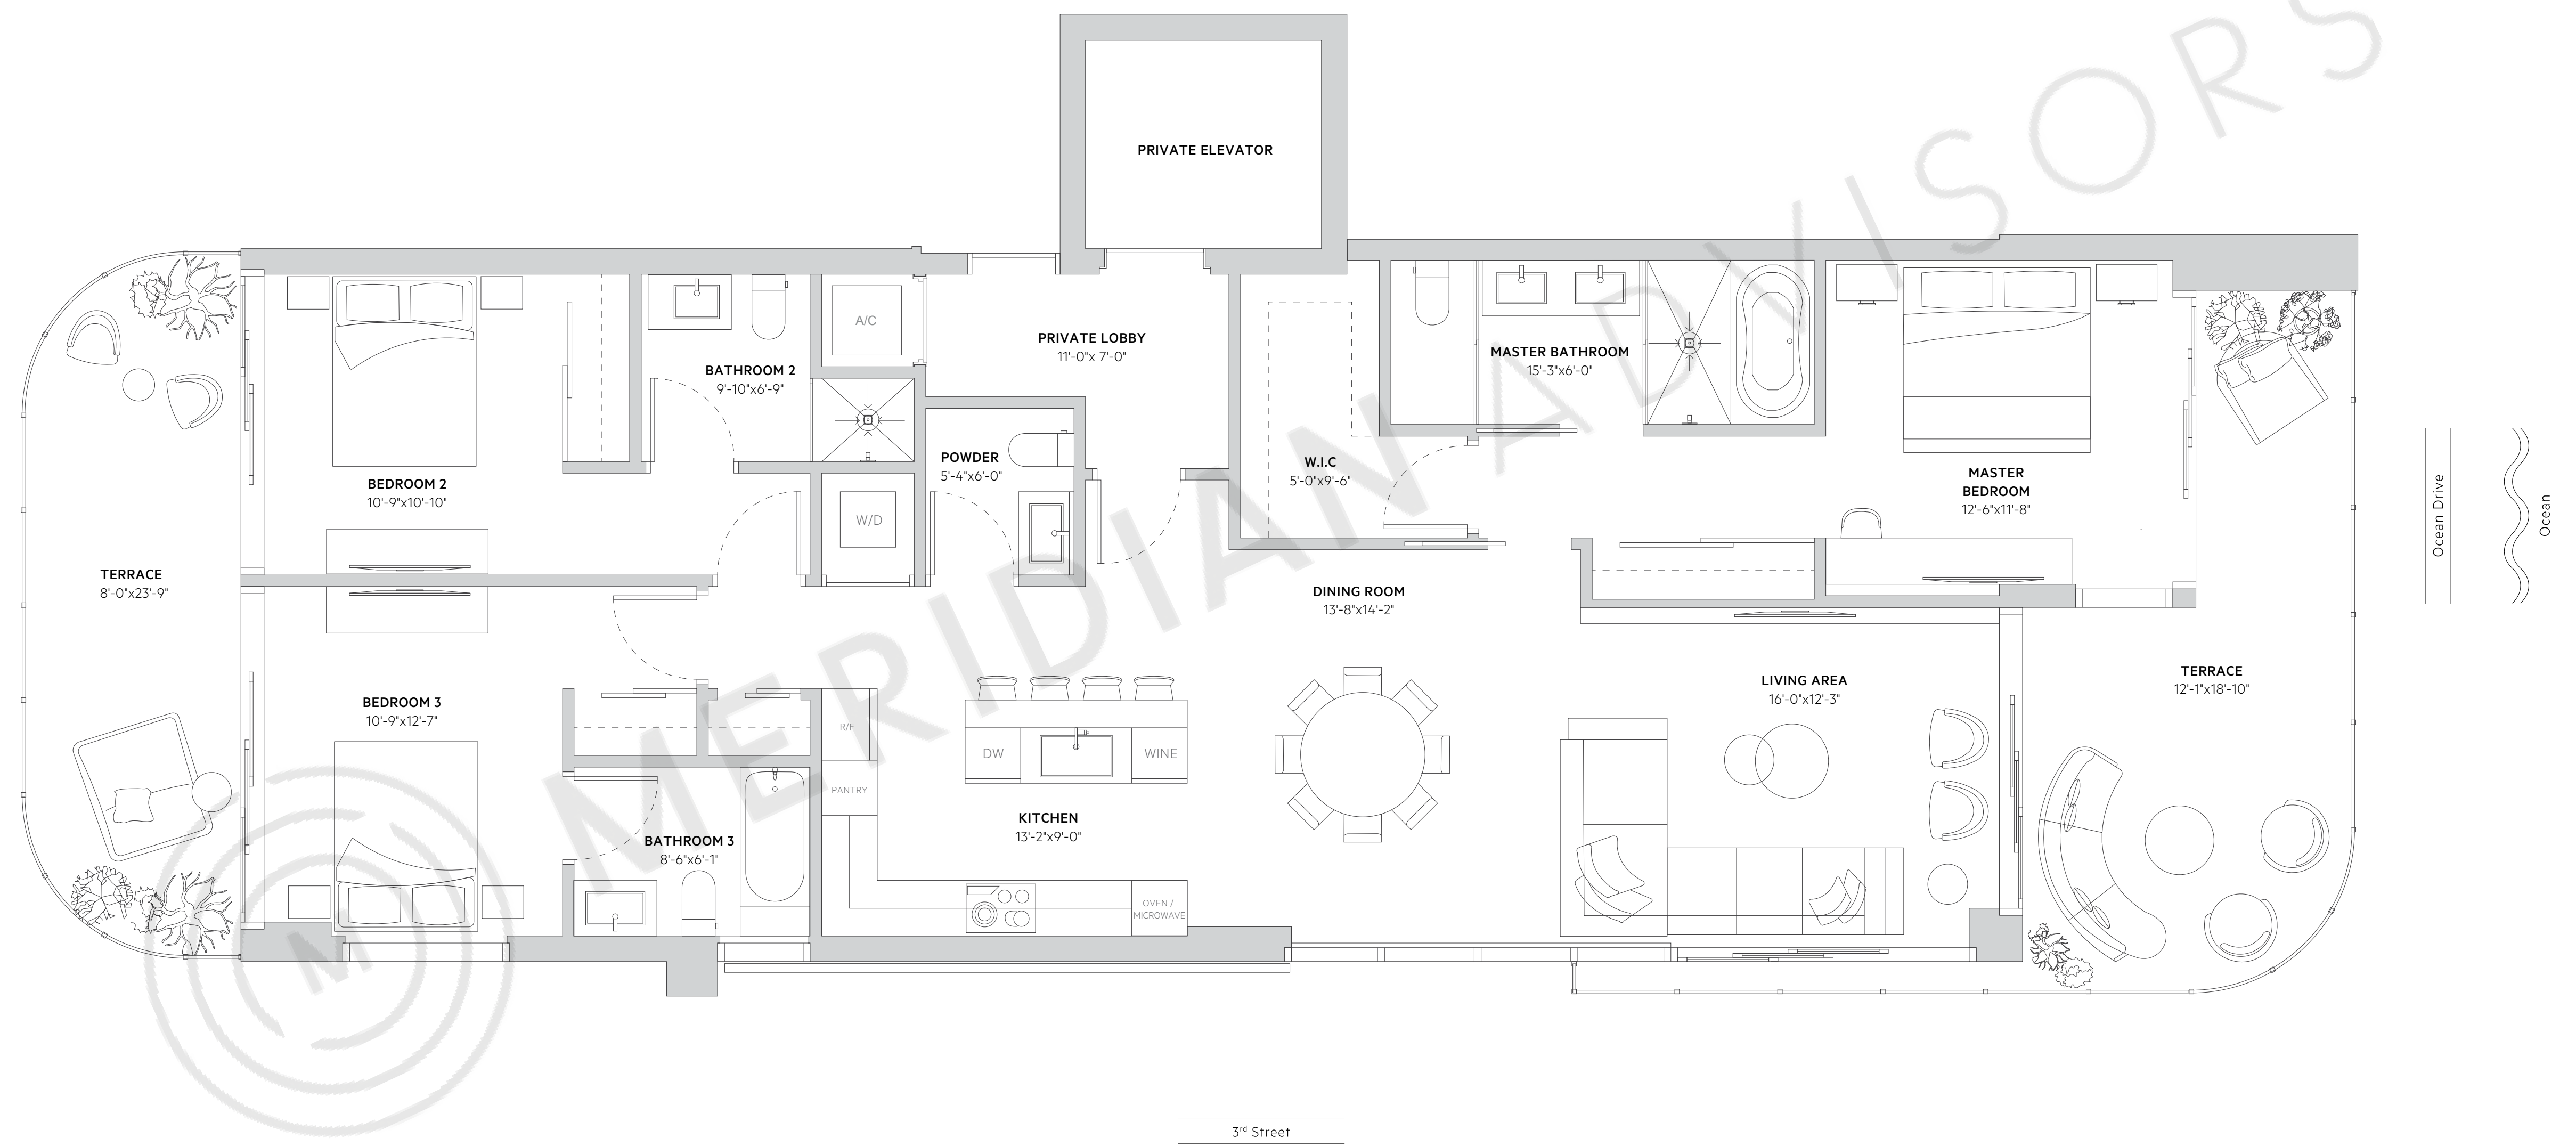 PRIVATE ELEVATOR
PRIVATE LOBBY
11'-0"x 7'-0"
A/C
BATHROOM 2
9'-10"x6'-9"
MASTER BATHROOM
15'-3"x6'-0"
POWDER
5'-4"x6'-0"
W.I.C
5'-0"x9'-6"
BEDROOM 2
10'-9"x10'-10"
MASTER
BEDROOM
12'-6"x11'-8"
W/D
TERRACE
8'-0"x23'-9"
DINING ROOM
13'-8"x14'-2"
Ocean Drive
Ocean
BEDROOM 3
10'-9"x12'-7"
LIVING AREA
16'-0"x12'-3"
TERRACE
12'-1"x18'-10"
R/F
DW
WINE
PANTRY
KITCHEN
13'-2"x9'-0"
BATHROOM 3
8'-6"x6'-1"
OVEN /
MICROWAVE
M
MERIDIAN ADVISORS
3rd Street